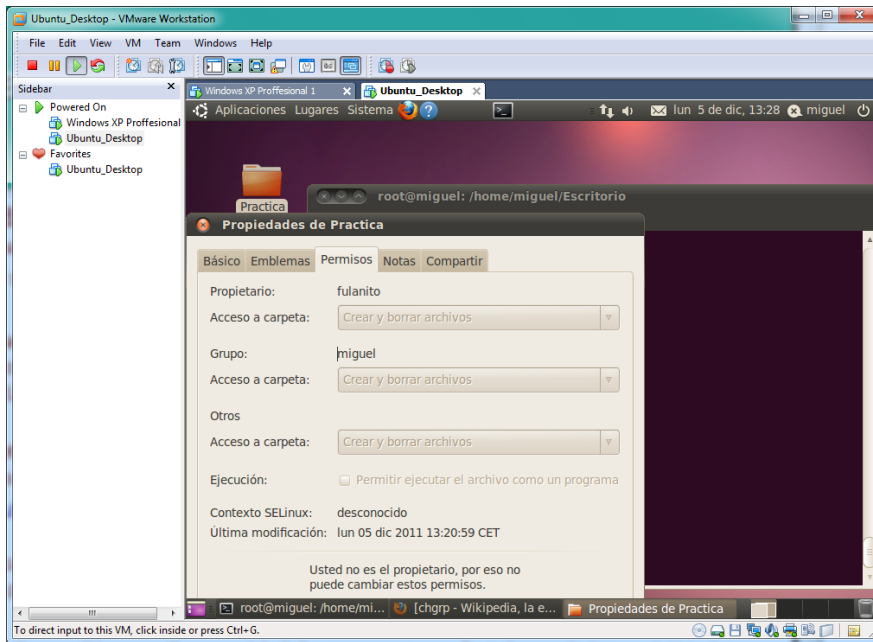 Ubuntu_Desktop - VMware Workstation
File Edit View VM Team Windows Help
Sidebar x
Powered On
Windows XP Proffesional
Ubuntu_Desktop
Favorites
Ubuntu_Desktop
Windows XP Proffesional 1 x Ubuntu_Desktop x
Aplicaciones Lugares Sistema lun 5 de dic, 13:28 miguel
Practica
root@miguel: /home/miguel/Escritorio
Propiedades de Practica
Básico Emblemas Permisos Notas Compartir
Propietario: fulanito
Acceso a carpeta: Crear y borrar archivos
Grupo: miguel
Acceso a carpeta: Crear y borrar archivos
Otros
Acceso a carpeta: Crear y borrar archivos
Ejecución: Permitir ejecutar el archivo como un programa
Contexto SELinux: desconocido
Última modificación: lun 05 dic 2011 13:20:59 CET
Usted no es el propietario, por eso no
puede cambiar estos permisos.
root@miguel: /home/mi... [chgrp - Wikipedia, la e... Propiedades de Practica
To direct input to this VM, click inside or press Ctrl+G.